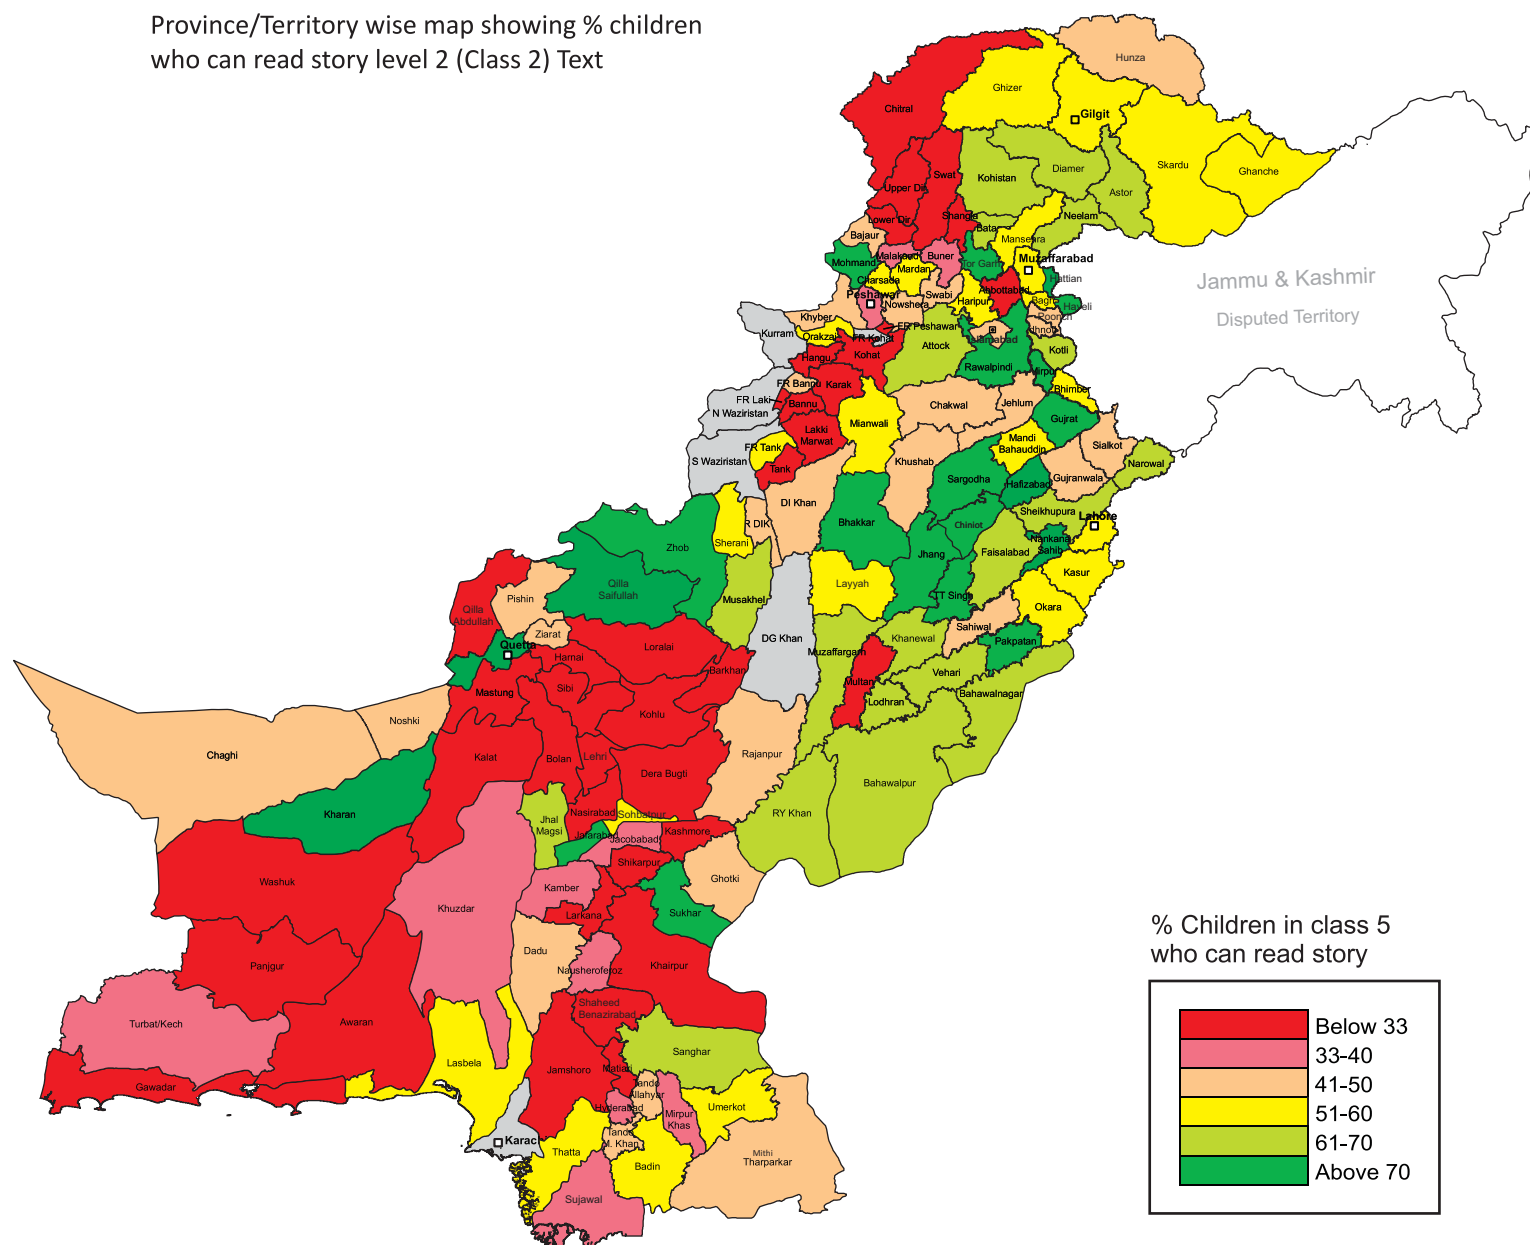 Province/Territory wise map showing % children
who can read story level 2 (Class 2) Text
Hunza
Ghizer
Chitral
Gilgit
Skardu
Ghanche
Swat
Kohistan
Diamer
Astor
Upper Dir
Lower Dir
Shangla
Neelam
Bata
Bajaur
Mansehra
Malakand
Buner
Mohmand
Tor Garh
Muzaffarabad
Mardan
Charsada
Hattian
Jammu & Kashmir
Disputed Territory
Abbottabad
Peshawar
Swabi
Haripur
Bagh
Haveli
Nowshera
Poonch
Khyber
FR Peshawar
Kurram
Orakzai
FR Kohat
Islamabad
Attock
Kotli
Hangu
Kohat
Rawalpindi
Mirpur
FR Bannu
Karak
Bhimber
FR Laki
Bannu
Chakwal
Jehlum
N Waziristan
Mianwali
Gujrat
Lakki
Marwat
Mandi
Bahauddin
Sialkot
FR Tank
S Waziristan
Khushab
Narowal
Tank
Sargodha
Hafizabad
Gujranwala
DI Khan
Sheikhupura
Lahore
R DIK
Bhakkar
Chiniot
Zhob
Sherani
Jhang
Faisalabad
Nankana
Sahib
Kasur
Qilla
Saifullah
Layyah
Pishin
Musakhel
TT Singh
Okara
Qilla
Abdullah
Ziarat
Sahiwal
DG Khan
Khanewal
Pakpatan
Quetta
Loralai
Muzaffargarh
Harnai
Barkhan
Multan
Vehari
Mastung
Sibi
Lodhran
Bahawalnagar
Noshki
Kohlu
Chaghi
Kalat
Bolan
Lehri
Rajanpur
Dera Bugti
Bahawalpur
Kharan
Nasirabad
Sohbatpur
RY Khan
Jhal
Magsi
Jafarabad
Jacobabad
Kashmore
Shikarpur
Washuk
Kamber
Ghotki
Khuzdar
Larkana
Sukhar
% Children in class 5
who can read story
Dadu
Panjgur
Nausheroferoz
Khairpur
Shaheed
Benazirabad
Turbat/Kech
Awaran
Below 33
Sanghar
33-40
Lasbela
Jamshoro
Matiari
Gawadar
Tando
Allahyar
41-50
Hyderabad
Mirpur
Khas
Umerkot
51-60
Karac
Tando
M. Khan
61-70
Thatta
Mithi
Tharparkar
Badin
Above 70
Sujawal